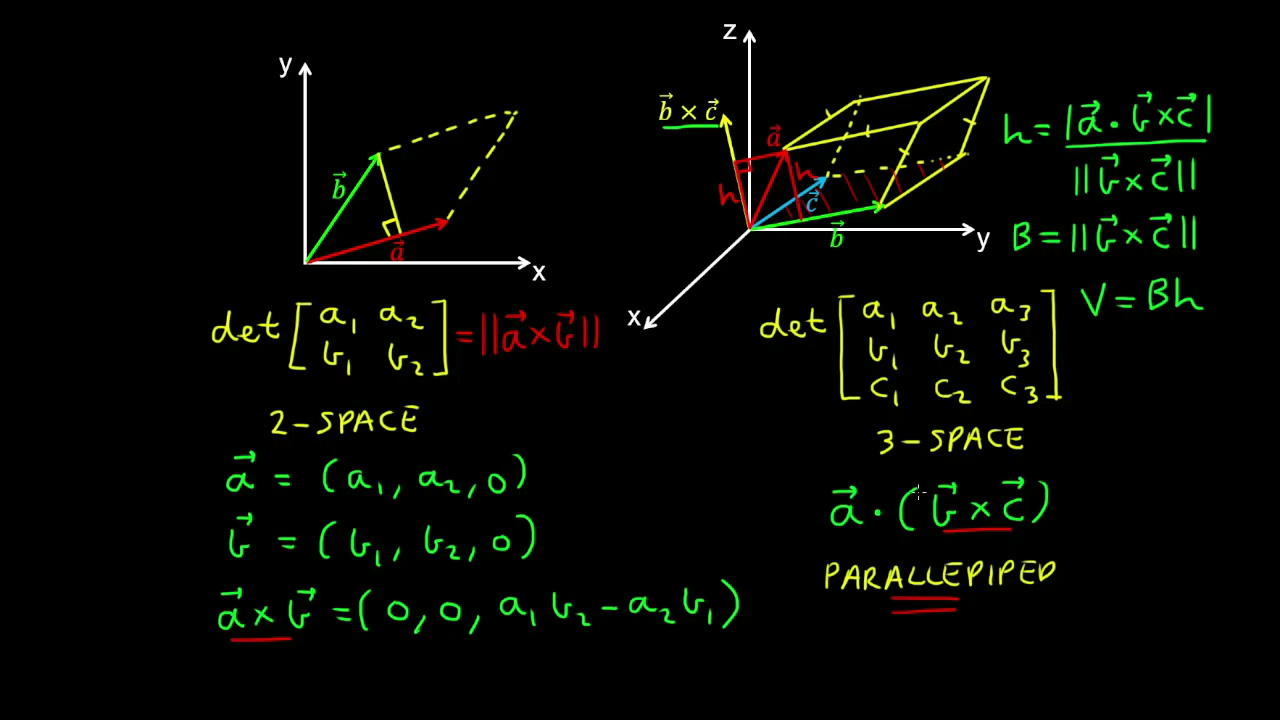 y
b⃗
a⃗
x
det [a₁ a₂
b₁ b₂] = ||a⃗ × b⃗||
2-SPACE
a⃗ = (a₁, a₂, 0)
b⃗ = (b₁, b₂, 0)
a⃗ × b⃗ = (0, 0, a₁b₂ - a₂b₁)
z
b⃗ × c⃗
a⃗
h
h
c⃗
b⃗
y
x
h = |a⃗ · b⃗ × c⃗|
||b⃗ × c⃗||
B = ||b⃗ × c⃗||
V = Bh
det [a₁ a₂ a₃
b₁ b₂ b₃
c₁ c₂ c₃]
3-SPACE
a⃗ · (b⃗ × c⃗)
PARALLEPIPED